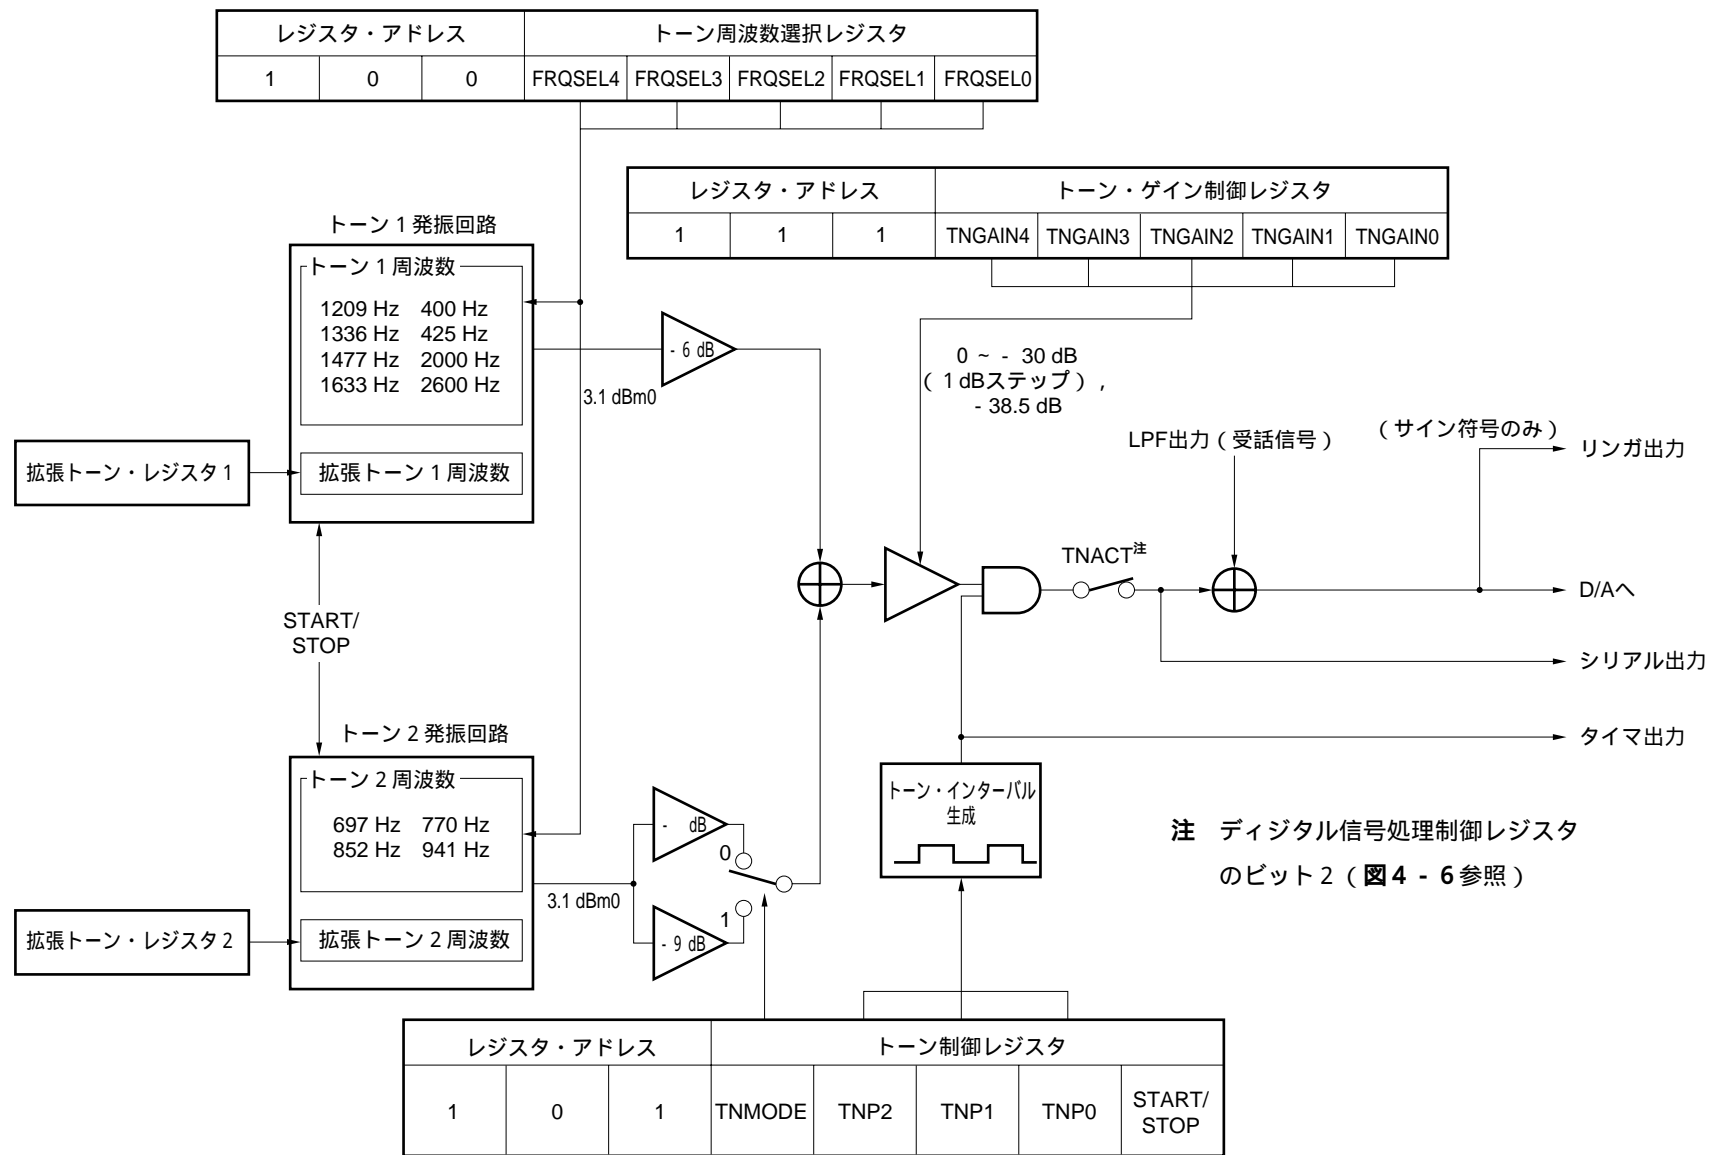 レジスタ・アドレス トーン周波数選択レジスタ
1 0 0 FRQSEL4 FRQSEL3 FRQSEL2 FRQSEL1 FRQSEL0
レジスタ・アドレス トーン・ゲイン制御レジスタ
1 1 1 TNGAIN4 TNGAIN3 TNGAIN2 TNGAIN1 TNGAIN0
トーン1発振回路
トーン1周波数
1209 Hz 400 Hz
1336 Hz 425 Hz
1477 Hz 2000 Hz
1633 Hz 2600 Hz
拡張トーン・レジスタ1
拡張トーン1周波数
3.1 dBm0
- 6 dB
0 ~ - 30 dB
(1 dBステップ),
- 38.5 dB
LPF出力(受話信号)
(サイン符号のみ)
リンガ出力
TNACT注
D/Aへ
シリアル出力
タイマ出力
START/
STOP
トーン2発振回路
トーン2周波数
697 Hz 770 Hz
852 Hz 941 Hz
拡張トーン・レジスタ2
拡張トーン2周波数
3.1 dBm0
- dB
0
1
- 9 dB
トーン・インターバル
生成
注 ディジタル信号処理制御レジスタ
のビット2(図4 - 6参照)
レジスタ・アドレス トーン制御レジスタ
1 0 1 TNMODE TNP2 TNP1 TNP0 START/
STOP